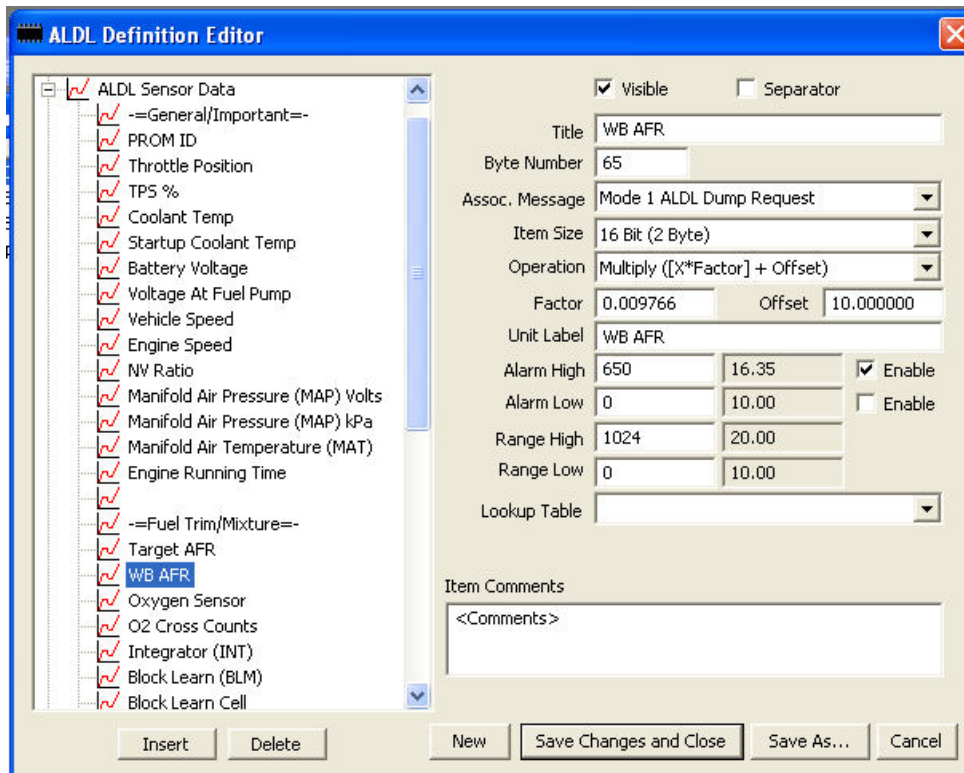 ALDL Definition Editor
ALDL Sensor Data
-=General/Important=-
PROM ID
Throttle Position
TPS %
Coolant Temp
Startup Coolant Temp
Battery Voltage
Voltage At Fuel Pump
Vehicle Speed
Engine Speed
NV Ratio
Manifold Air Pressure (MAP) Volts
Manifold Air Pressure (MAP) kPa
Manifold Air Temperature (MAT)
Engine Running Time
-=Fuel Trim/Mixture=-
Target AFR
WB AFR
Oxygen Sensor
O2 Cross Counts
Integrator (INT)
Block Learn (BLM)
Block Learn Cell
Insert Delete
Visible Separator
Title WB AFR
Byte Number 65
Assoc. Message Mode 1 ALDL Dump Request
Item Size 16 Bit (2 Byte)
Operation Multiply ([X*Factor] + Offset)
Factor 0.009766 Offset 10.000000
Unit Label WB AFR
Alarm High 650 16.35 Enable
Alarm Low 0 10.00 Enable
Range High 1024 20.00
Range Low 0 10.00
Lookup Table
Item Comments
<Comments>
New Save Changes and Close Save As... Cancel